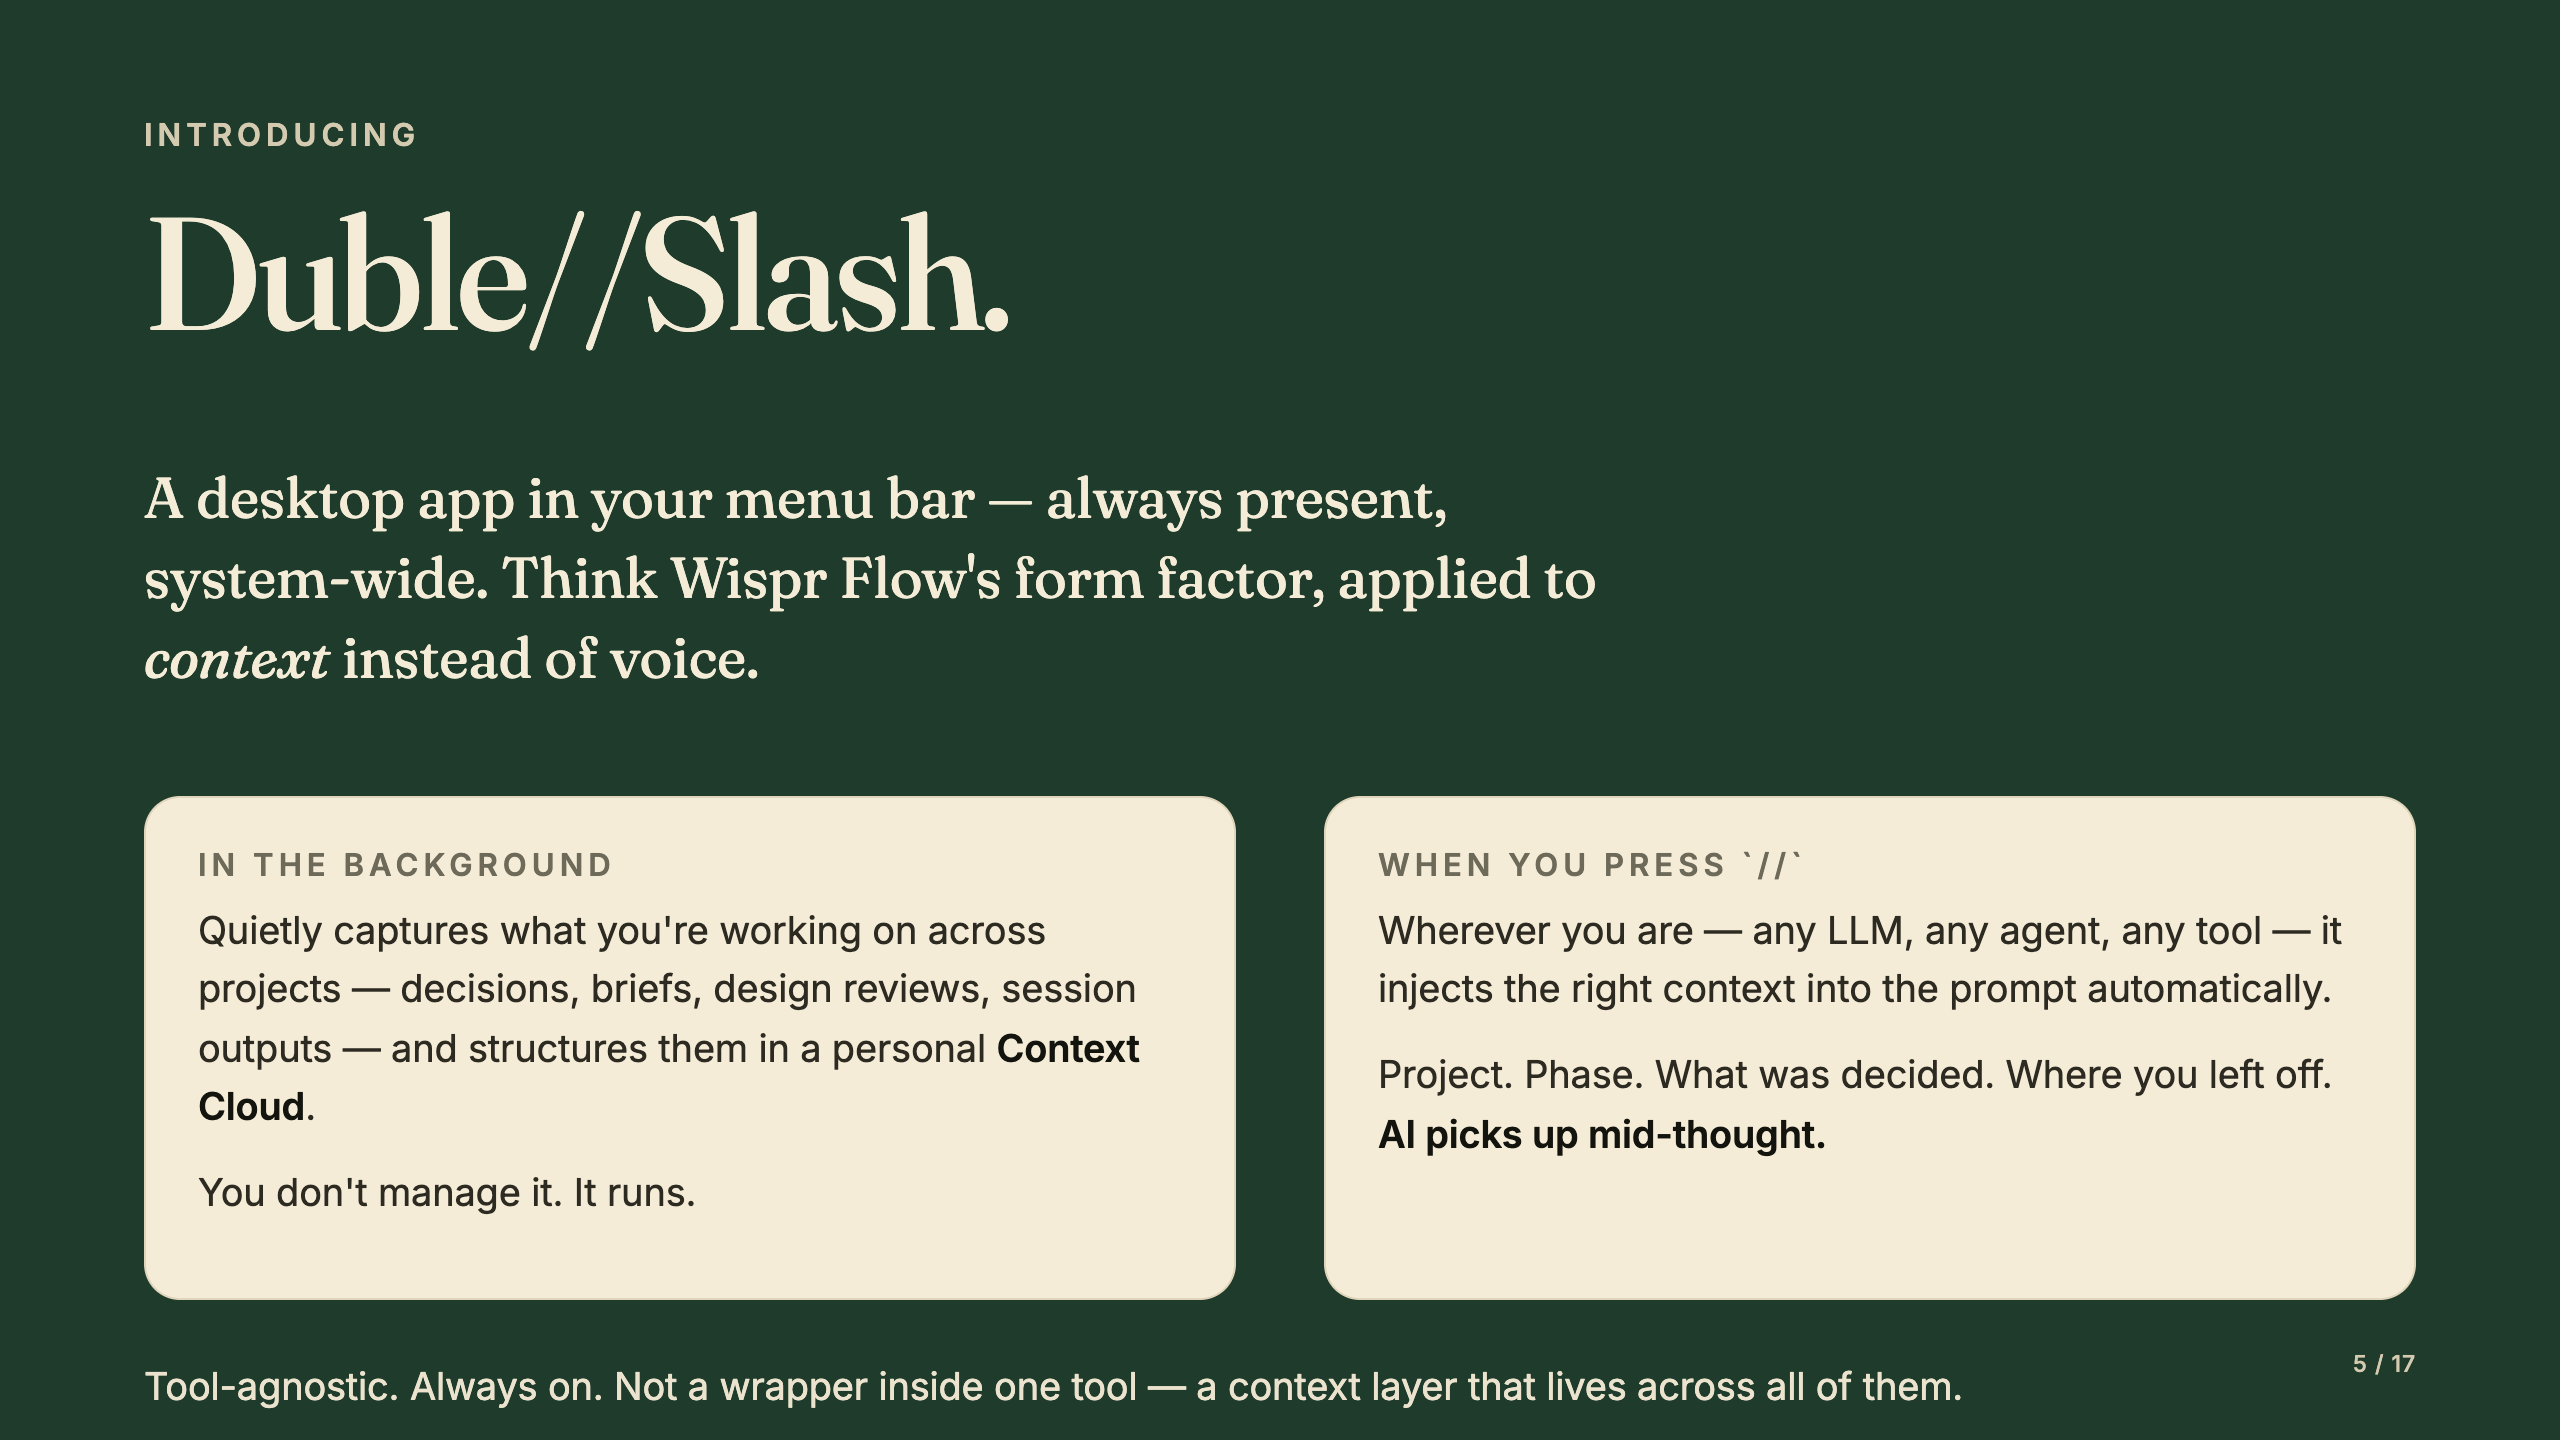 INTRODUCING
Duble//Slash.
A desktop app in your menu bar — always present,
system-wide. Think Wispr Flow's form factor, applied to
context instead of voice.
IN THE BACKGROUND
Quietly captures what you're working on across
projects — decisions, briefs, design reviews, session
outputs — and structures them in a personal Context
Cloud.
You don't manage it. It runs.
WHEN YOU PRESS `//`
Wherever you are — any LLM, any agent, any tool — it
injects the right context into the prompt automatically.
Project. Phase. What was decided. Where you left off.
AI picks up mid-thought.
Tool-agnostic. Always on. Not a wrapper inside one tool — a context layer that lives across all of them.
5 / 17